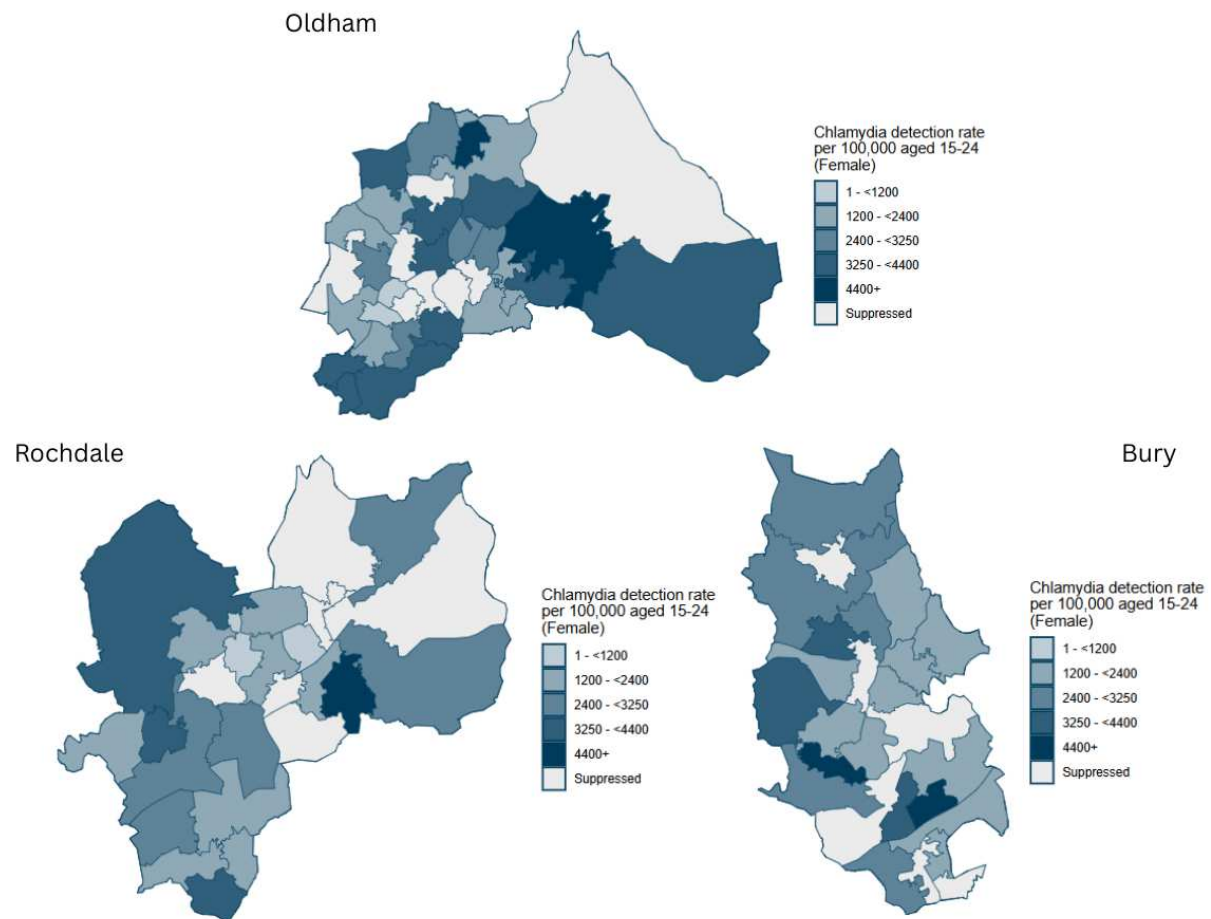 Oldham
Chlamydia detection rate
per 100,000 aged 15-24
(Female)
1 - <1200
1200 - <2400
2400 - <3250
3250 - <4400
4400+
Suppressed
Rochdale
Chlamydia detection rate
per 100,000 aged 15-24
(Female)
1 - <1200
1200 - <2400
2400 - <3250
3250 - <4400
4400+
Suppressed
Bury
Chlamydia detection rate
per 100,000 aged 15-24
(Female)
1 - <1200
1200 - <2400
2400 - <3250
3250 - <4400
4400+
Suppressed